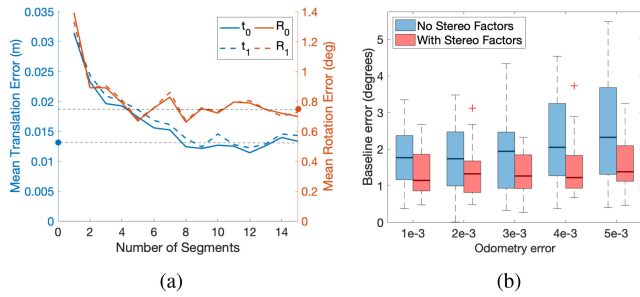 0.035
0.03
0.025
0.02
0.015
0.01
0.005
0
Mean Translation Error (m)
t0 R0
t1 R1
1.4
1.2
1
0.8
0.6
0.4
0.2
0
Mean Rotation Error (deg)
0 2 4 6 8 10 12 14
Number of Segments
(a)
No Stereo Factors
With Stereo Factors
5
4
3
2
1
0
Baseline error (degrees)
1e-3 2e-3 3e-3 4e-3 5e-3
Odometry error
(b)